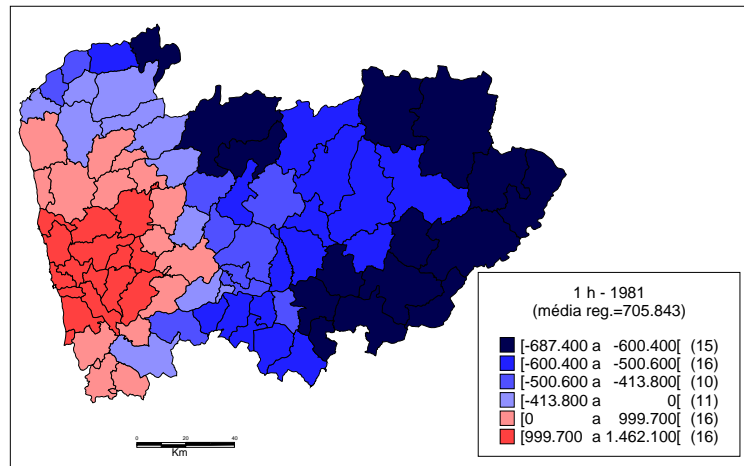 1 h - 1981
(média reg.=705.843)
[-687.400 a -600.400[ (15)
[-600.400 a -500.600[ (16)
[-500.600 a -413.800[ (10)
[-413.800 a 0[ (11)
[0 a 999.700[ (16)
[999.700 a 1.462.100[ (16)
0 20 40
Km